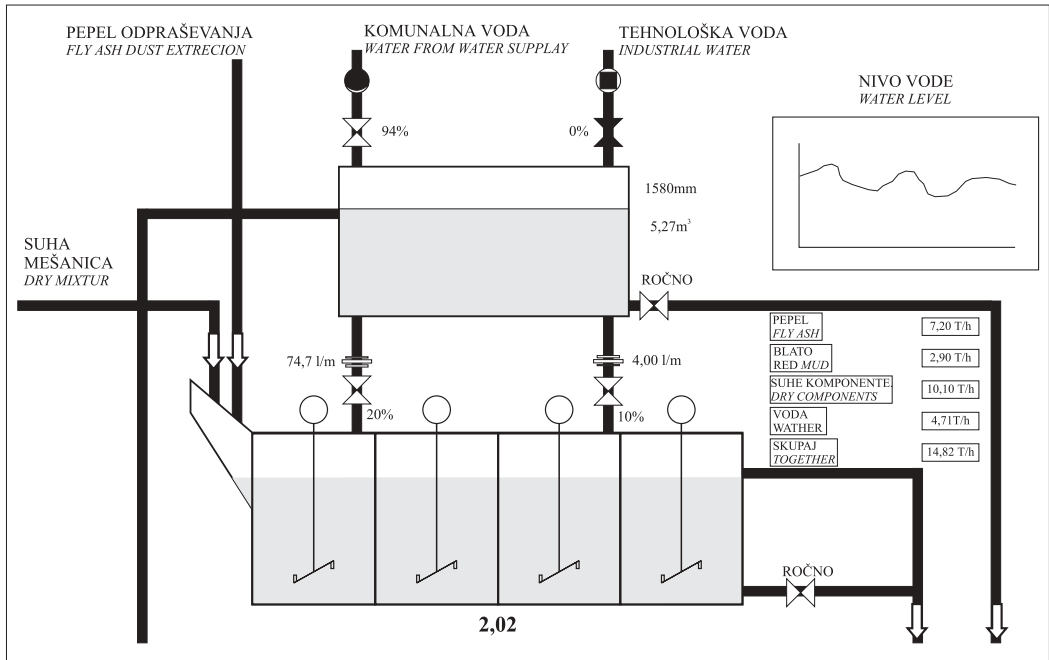 PEPEL ODPRAŠEVANJA
FLY ASH DUST EXTRECION
KOMUNALNA VODA
WATER FROM WATER SUPPLAY
TEHNOLOŠKA VODA
INDUSTRIAL WATER
NIVO VODE
WATER LEVEL
94%
0%
1580mm
5,27m³
SUHA
MEŠANICA
DRY MIXTUR
ROČNO
74,7 l/m
4,00 l/m
20%
10%
PEPEL
FLY ASH
7,20 T/h
BLATO
RED MUD
2,90 T/h
SUHE KOMPONENTE
DRY COMPONENTS
10,10 T/h
VODA
WATHER
4,71T/h
SKUPAJ
TOGETHER
14,82 T/h
ROČNO
2,02